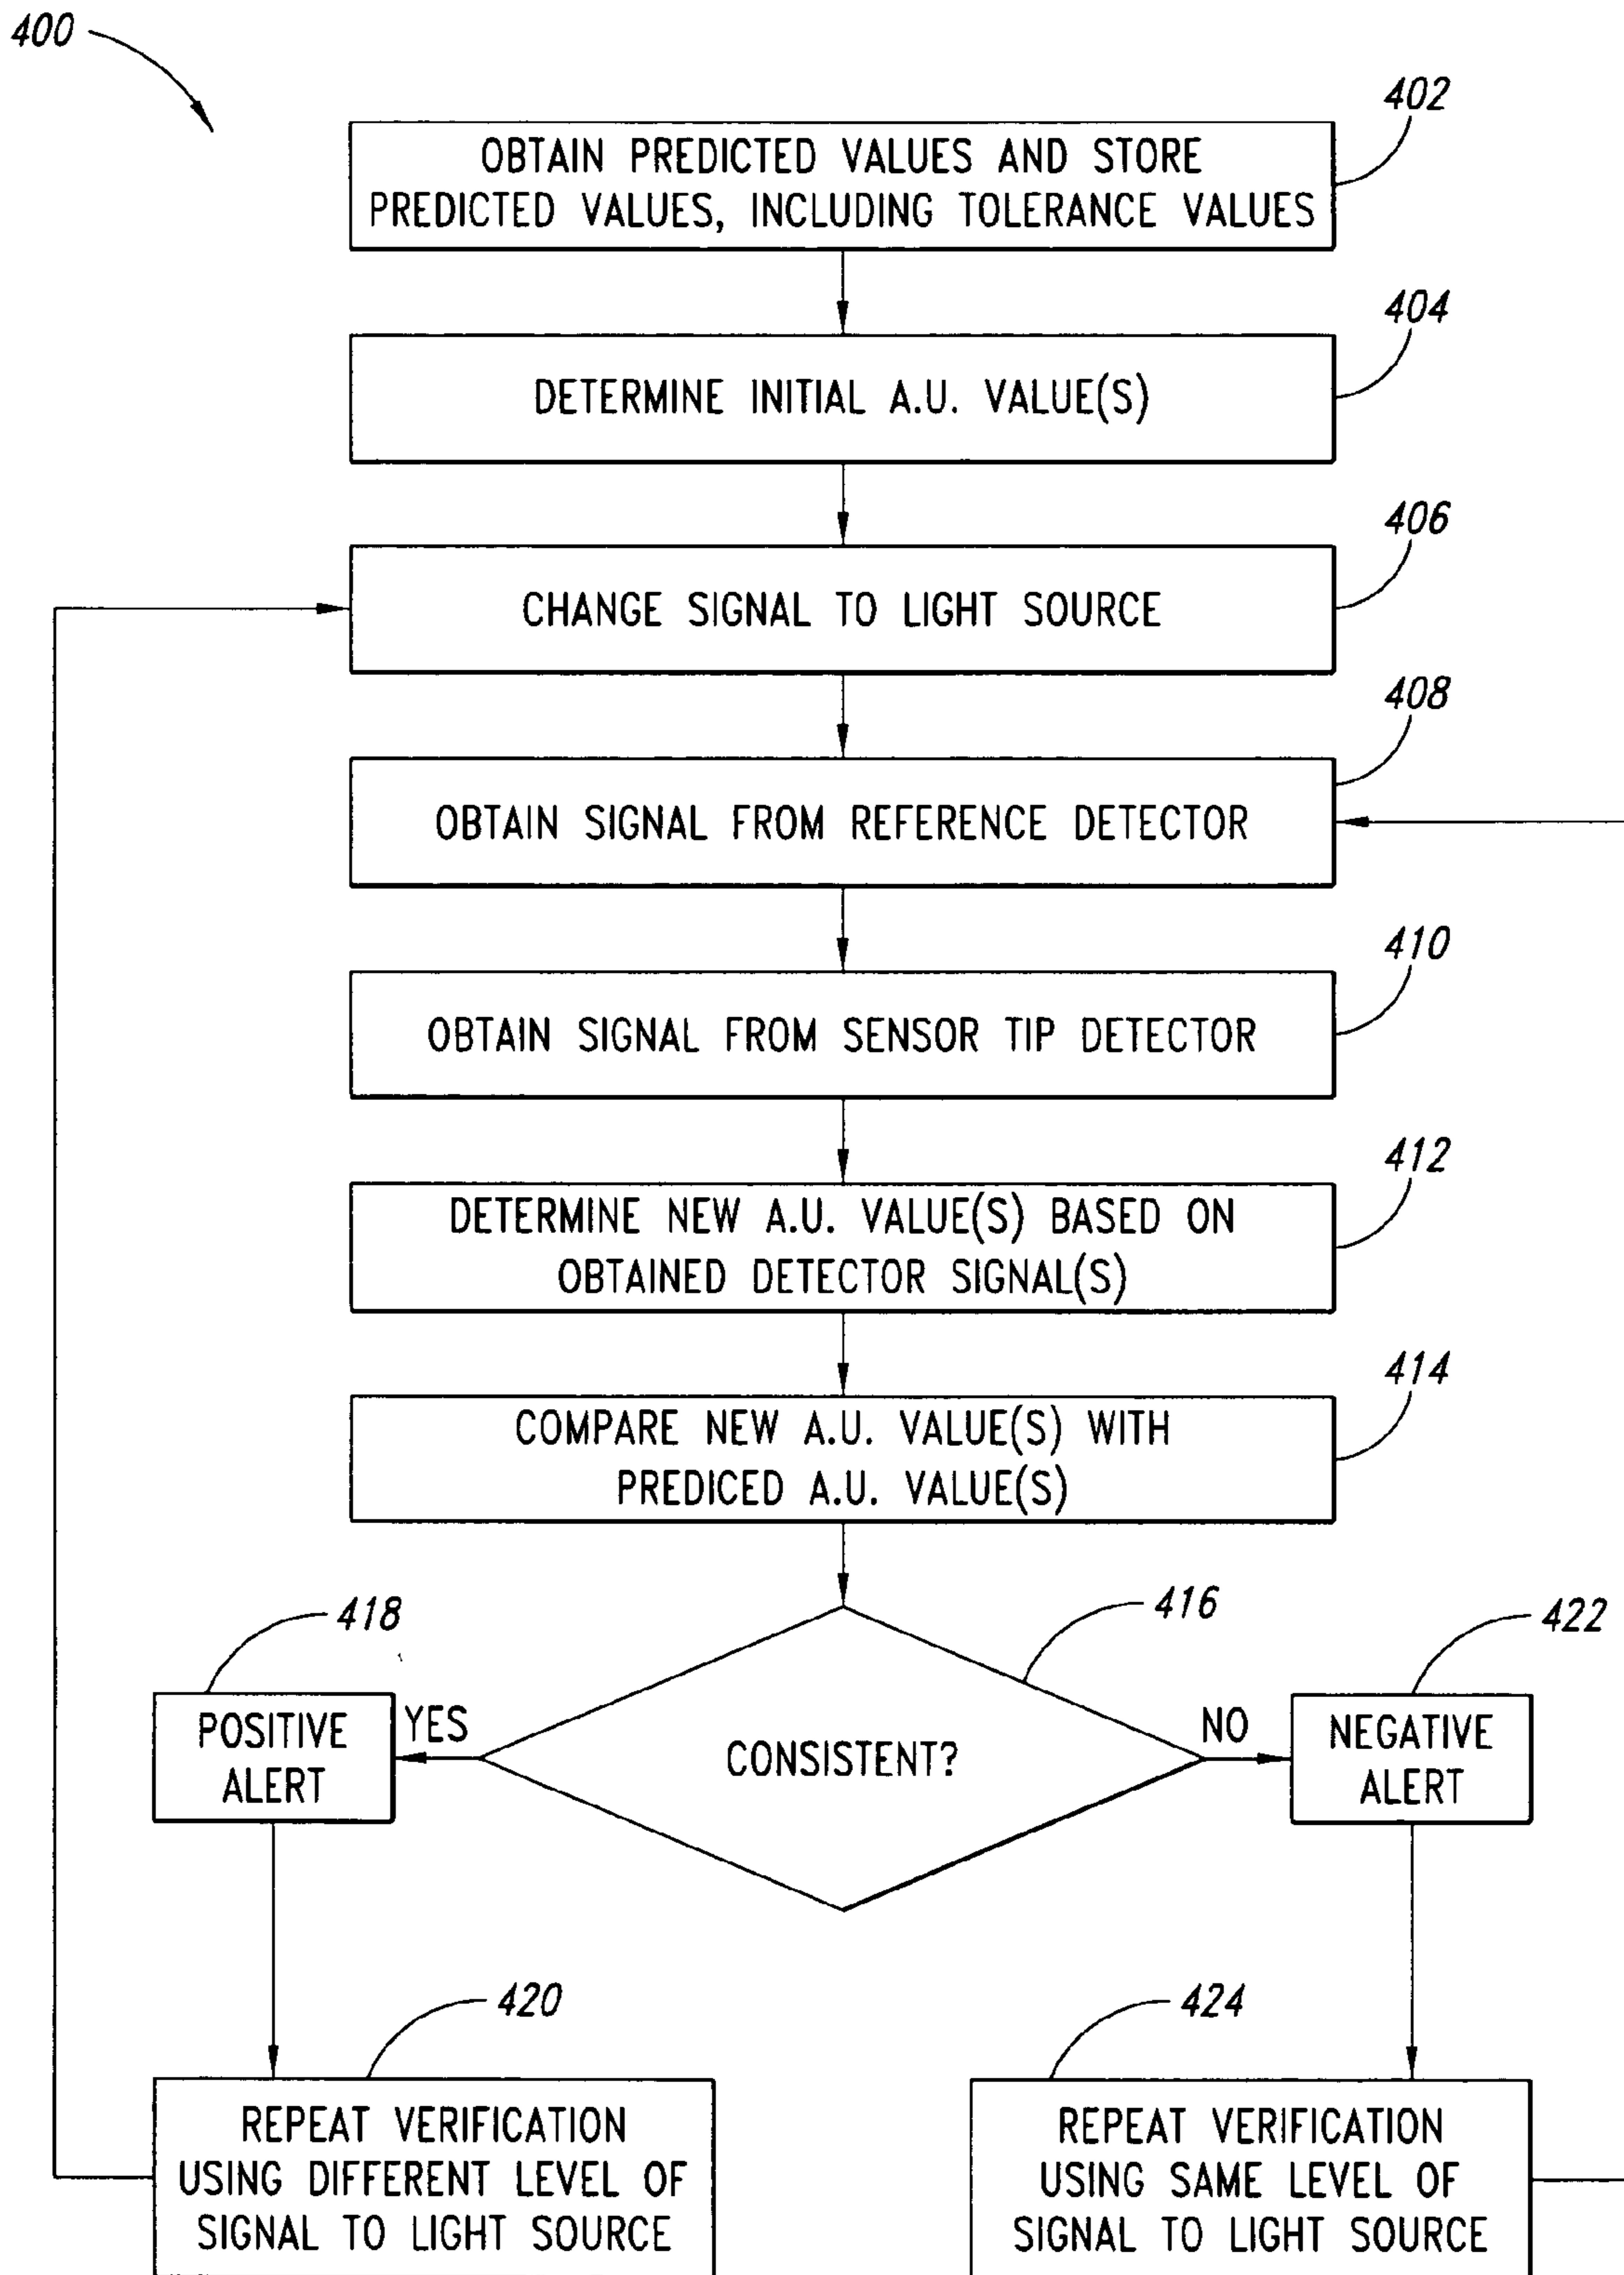 400
402
OBTAIN PREDICTED VALUES AND STORE
PREDICTED VALUES, INCLUDING TOLERANCE VALUES
404
DETERMINE INITIAL A.U. VALUE(S)
406
CHANGE SIGNAL TO LIGHT SOURCE
408
OBTAIN SIGNAL FROM REFERENCE DETECTOR
410
OBTAIN SIGNAL FROM SENSOR TIP DETECTOR
412
DETERMINE NEW A.U. VALUE(S) BASED ON
OBTAINED DETECTOR SIGNAL(S)
414
COMPARE NEW A.U. VALUE(S) WITH
PREDICED A.U. VALUE(S)
416
CONSISTENT?
418
YES
POSITIVE
ALERT
422
NO
NEGATIVE
ALERT
420
REPEAT VERIFICATION
USING DIFFERENT LEVEL OF
SIGNAL TO LIGHT SOURCE
424
REPEAT VERIFICATION
USING SAME LEVEL OF
SIGNAL TO LIGHT SOURCE